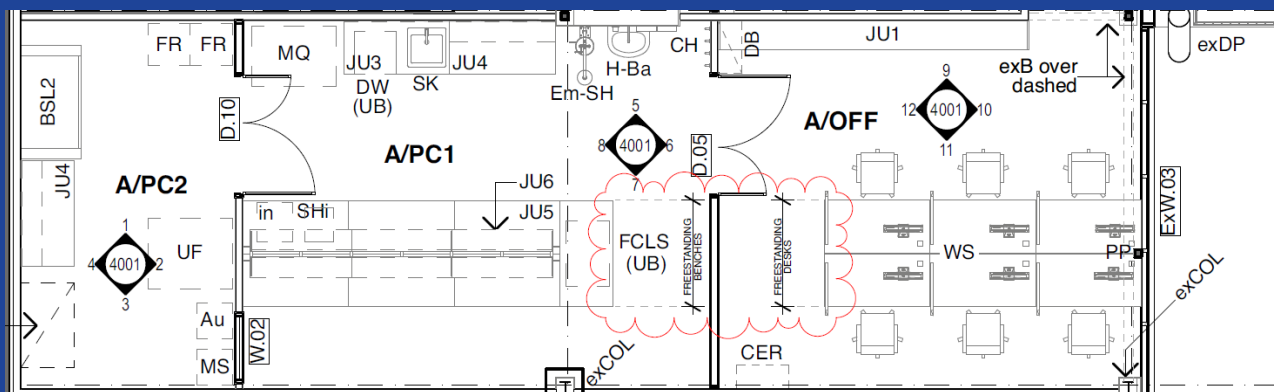 FR FR
MQ
JU3
DW
(UB)
SK
JU4
Em-SH
H-Ba
CH
DB
JU1
exB over
dashed
exDP
BSL2
D.10
A/PC1
5
8 4001 6
7
D.05
A/OFF
9
12 4001 10
11
JU4
A/PC2
1
4 4001 2
3
UF
in SHi
JU6
JU5
FCLS
(UB)
FREESTANDING
BENCHES
FREESTANDING
DESKS
WS
PP
ExW.03
exCOL
Au
MS
W.02
exCOL
CER